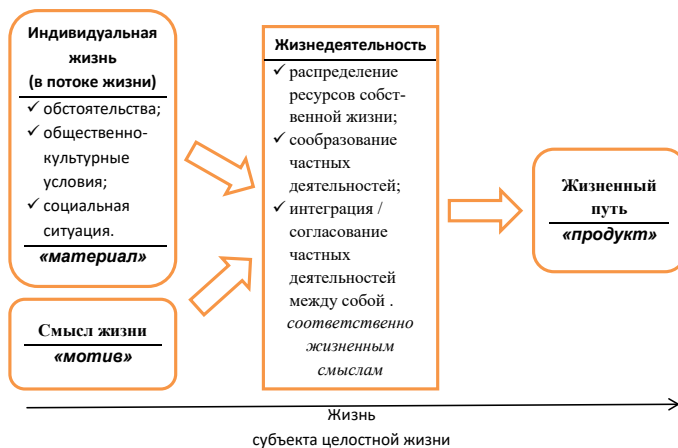 Индивидуальная
жизнь
(в потоке жизни)
✓ обстоятельства;
✓ общественно-
культурные
условия;
✓ социальная
ситуация.
«материал»
Смысл жизни
«мотив»
Жизнедеятельность
✓ распределение
ресурсов собст-
венной жизни;
✓ сообразование
частных
деятельностей;
✓ интеграция /
согласование
частных
деятельностей
между собой .
соответственно
жизненным
смыслам
Жизненный
путь
«продукт»
Жизнь
субъекта целостной жизни